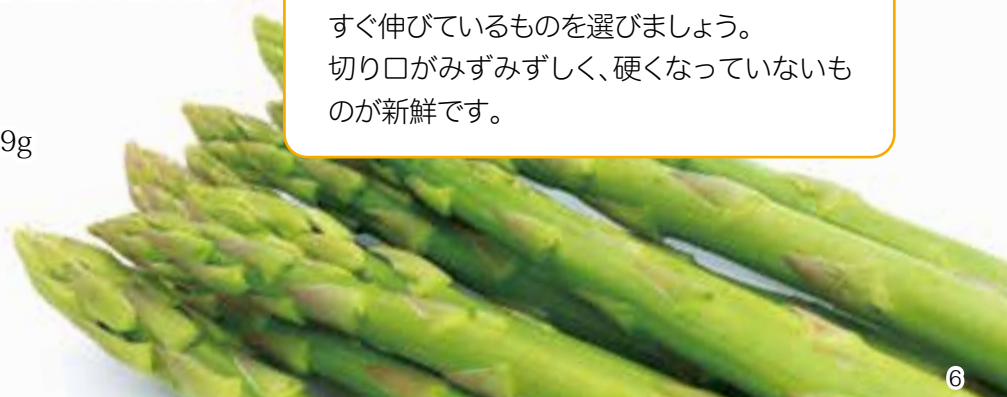 すぐ伸びているものを選びましょう。
切り口がみずみずしく、硬くなっていないも
のが新鮮です。
9g
6